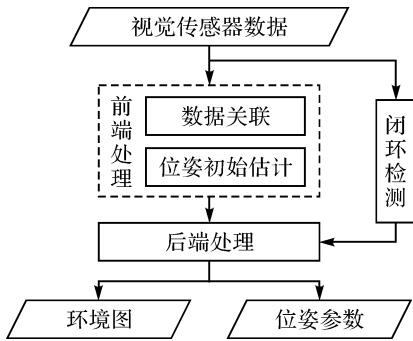 视觉传感器数据
前端处理
数据关联
位姿初始估计
闭环检测
后端处理
环境图
位姿参数